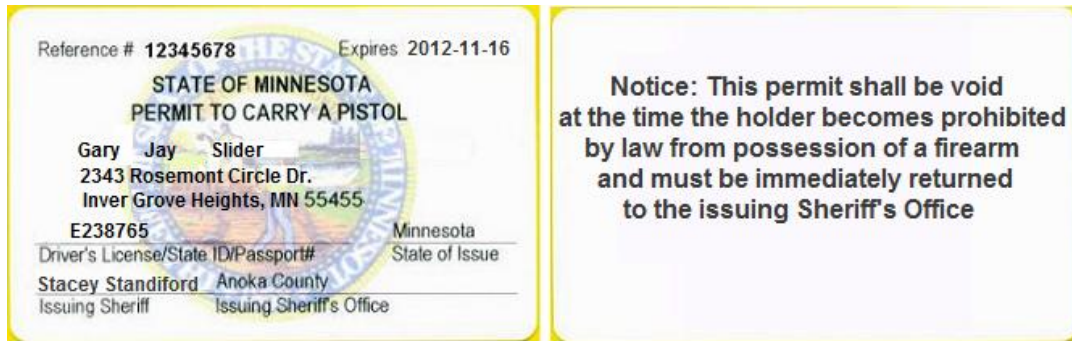 Reference # 12345678 Expires 2012-11-16
STATE OF MINNESOTA
PERMIT TO CARRY A PISTOL
Gary Jay Slider
2343 Rosemont Circle Dr.
Inver Grove Heights, MN 55455
E238765 Minnesota
Driver's License/State ID/Passport# State of Issue
Stacey Standiford Anoka County
Issuing Sheriff Issuing Sheriff's Office
Notice: This permit shall be void
at the time the holder becomes prohibited
by law from possession of a firearm
and must be immediately returned
to the issuing Sheriff's Office